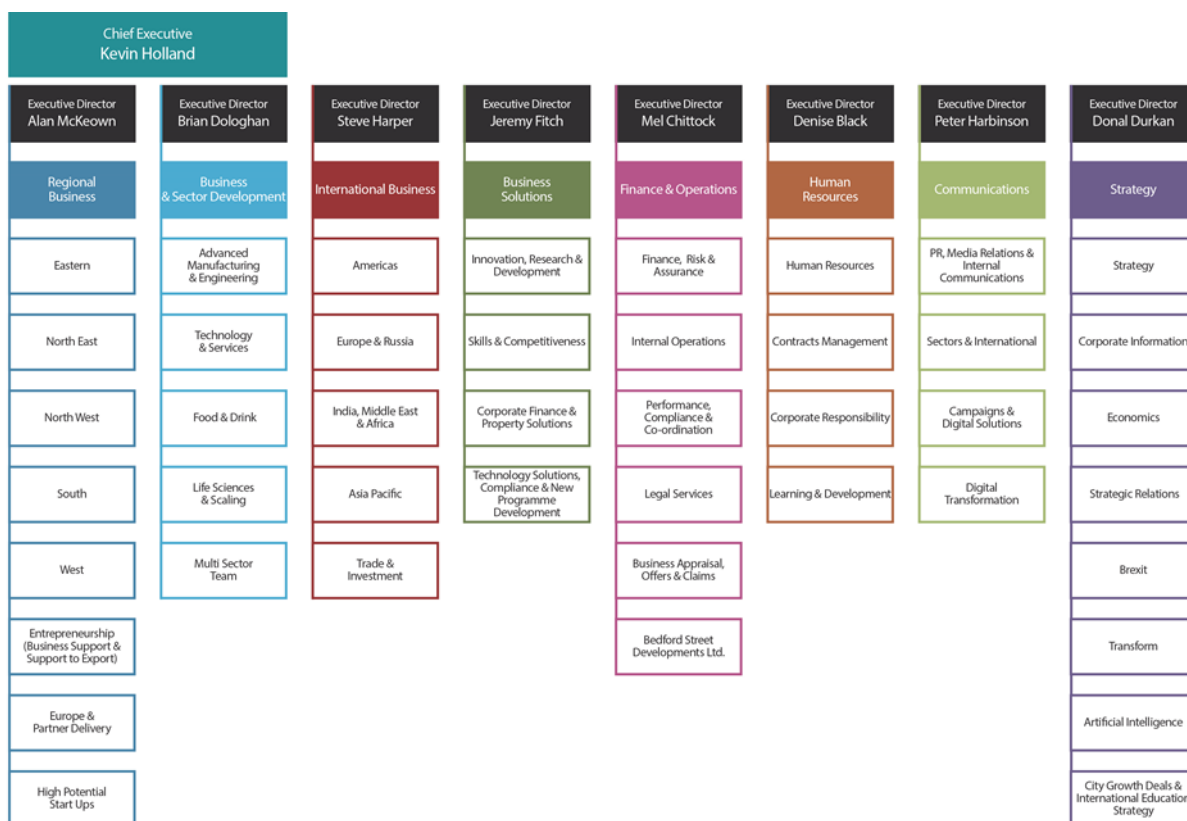 Chief Executive
Kevin Holland
Executive Director
Alan McKeown
Regional
Business
Eastern
North East
North West
South
West
Entrepreneurship
(Business Support &
Support to Export)
Europe &
Partner Delivery
High Potential
Start Ups
Executive Director
Brian Dologhan
Business
& Sector Development
Advanced
Manufacturing
& Engineering
Technology
& Services
Food & Drink
Life Sciences
& Scaling
Multi Sector
Team
Executive Director
Steve Harper
International Business
Americas
Europe & Russia
India, Middle East
& Africa
Asia Pacific
Trade &
Investment
Executive Director
Jeremy Fitch
Business
Solutions
Innovation, Research &
Development
Skills & Competitiveness
Corporate Finance &
Property Solutions
Technology Solutions,
Compliance & New
Programme
Development
Executive Director
Mel Chittock
Finance & Operations
Finance, Risk &
Assurance
Internal Operations
Performance,
Compliance &
Co-ordination
Legal Services
Business Appraisal,
Offers & Claims
Bedford Street
Developments Ltd.
Executive Director
Denise Black
Human
Resources
Human Resources
Contracts Management
Corporate Responsibility
Learning & Development
Executive Director
Peter Harbinson
Communications
PR, Media Relations &
Internal
Communications
Sectors & International
Campaigns &
Digital Solutions
Digital
Transformation
Executive Director
Donal Durkan
Strategy
Strategy
Corporate Information
Economics
Strategic Relations
Brexit
Transform
Artificial Intelligence
City Growth Deals &
International Education
Strategy